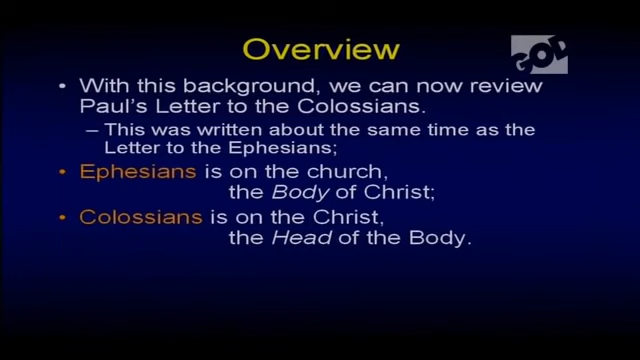 Overview
GOD
• With this background, we can now review
Paul's Letter to the Colossians.
– This was written about the same time as the
Letter to the Ephesians;
• Ephesians is on the church,
the Body of Christ;
• Colossians is on the Christ,
the Head of the Body.